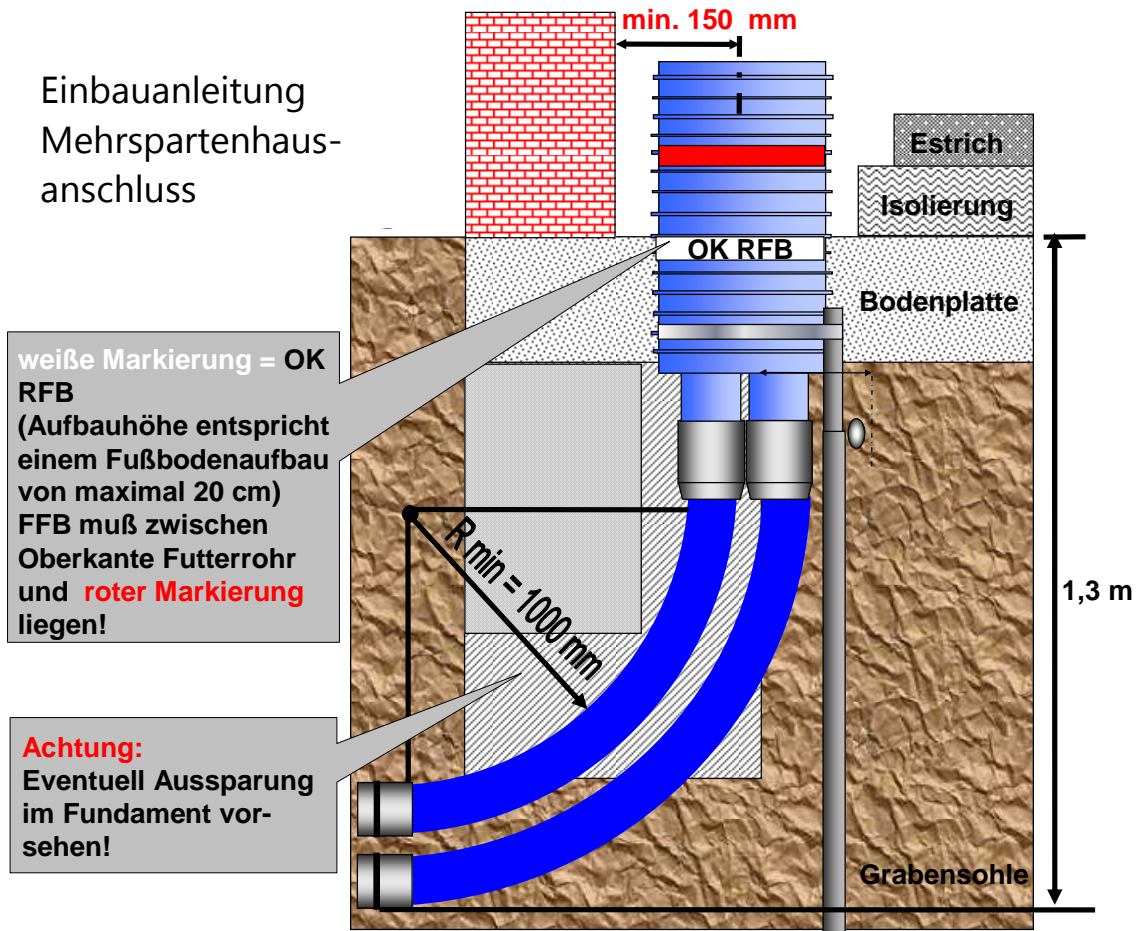 min. 150 mm
Einbauanleitung
Mehrspartenhaus-
anschluss
Estrich
Isolierung
OK RFB
Bodenplatte
weiße Markierung = OK
RFB
(Aufbauhöhe entspricht
einem Fußbodenaufbau
von maximal 20 cm)
FFB muß zwischen
Oberkante Futterrohr
und roter Markierung
liegen!
R min = 1000 mm
1,3 m
Achtung:
Eventuell Aussparung
im Fundament vor-
sehen!
Grabensohle